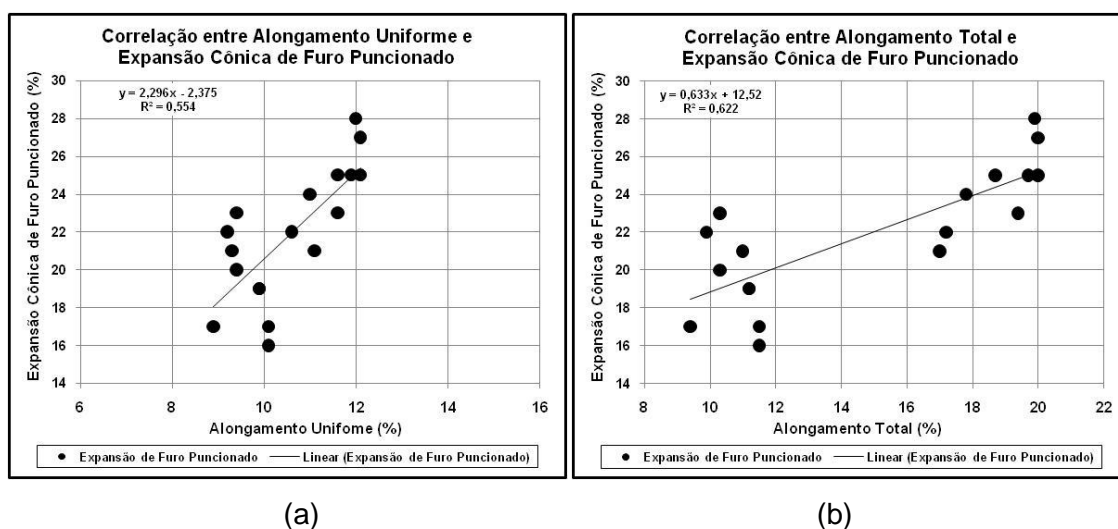 Correlação entre Alongamento Uniforme e
Expansão Cônica de Furo Puncionado
Expansão Cônica de Furo Puncionado (%)
30
28
26
24
22
20
18
16
14
y = 2,296x - 2,375
R² = 0,554
6
8
10
12
14
16
Alongamento Unifome (%)
Expansão de Furo Puncionado
Linear (Expansão de Furo Puncionado)
(a)
Correlação entre Alongamento Total e
Expansão Cônica de Furo Puncionado
Expansão Cônica de Furo Puncionado (%)
30
28
26
24
22
20
18
16
14
y = 0,633x + 12,52
R² = 0,622
8
10
12
14
16
18
20
22
Alongamento Total (%)
Expansão de Furo Puncionado
Linear (Expansão de Furo Puncionado)
(b)